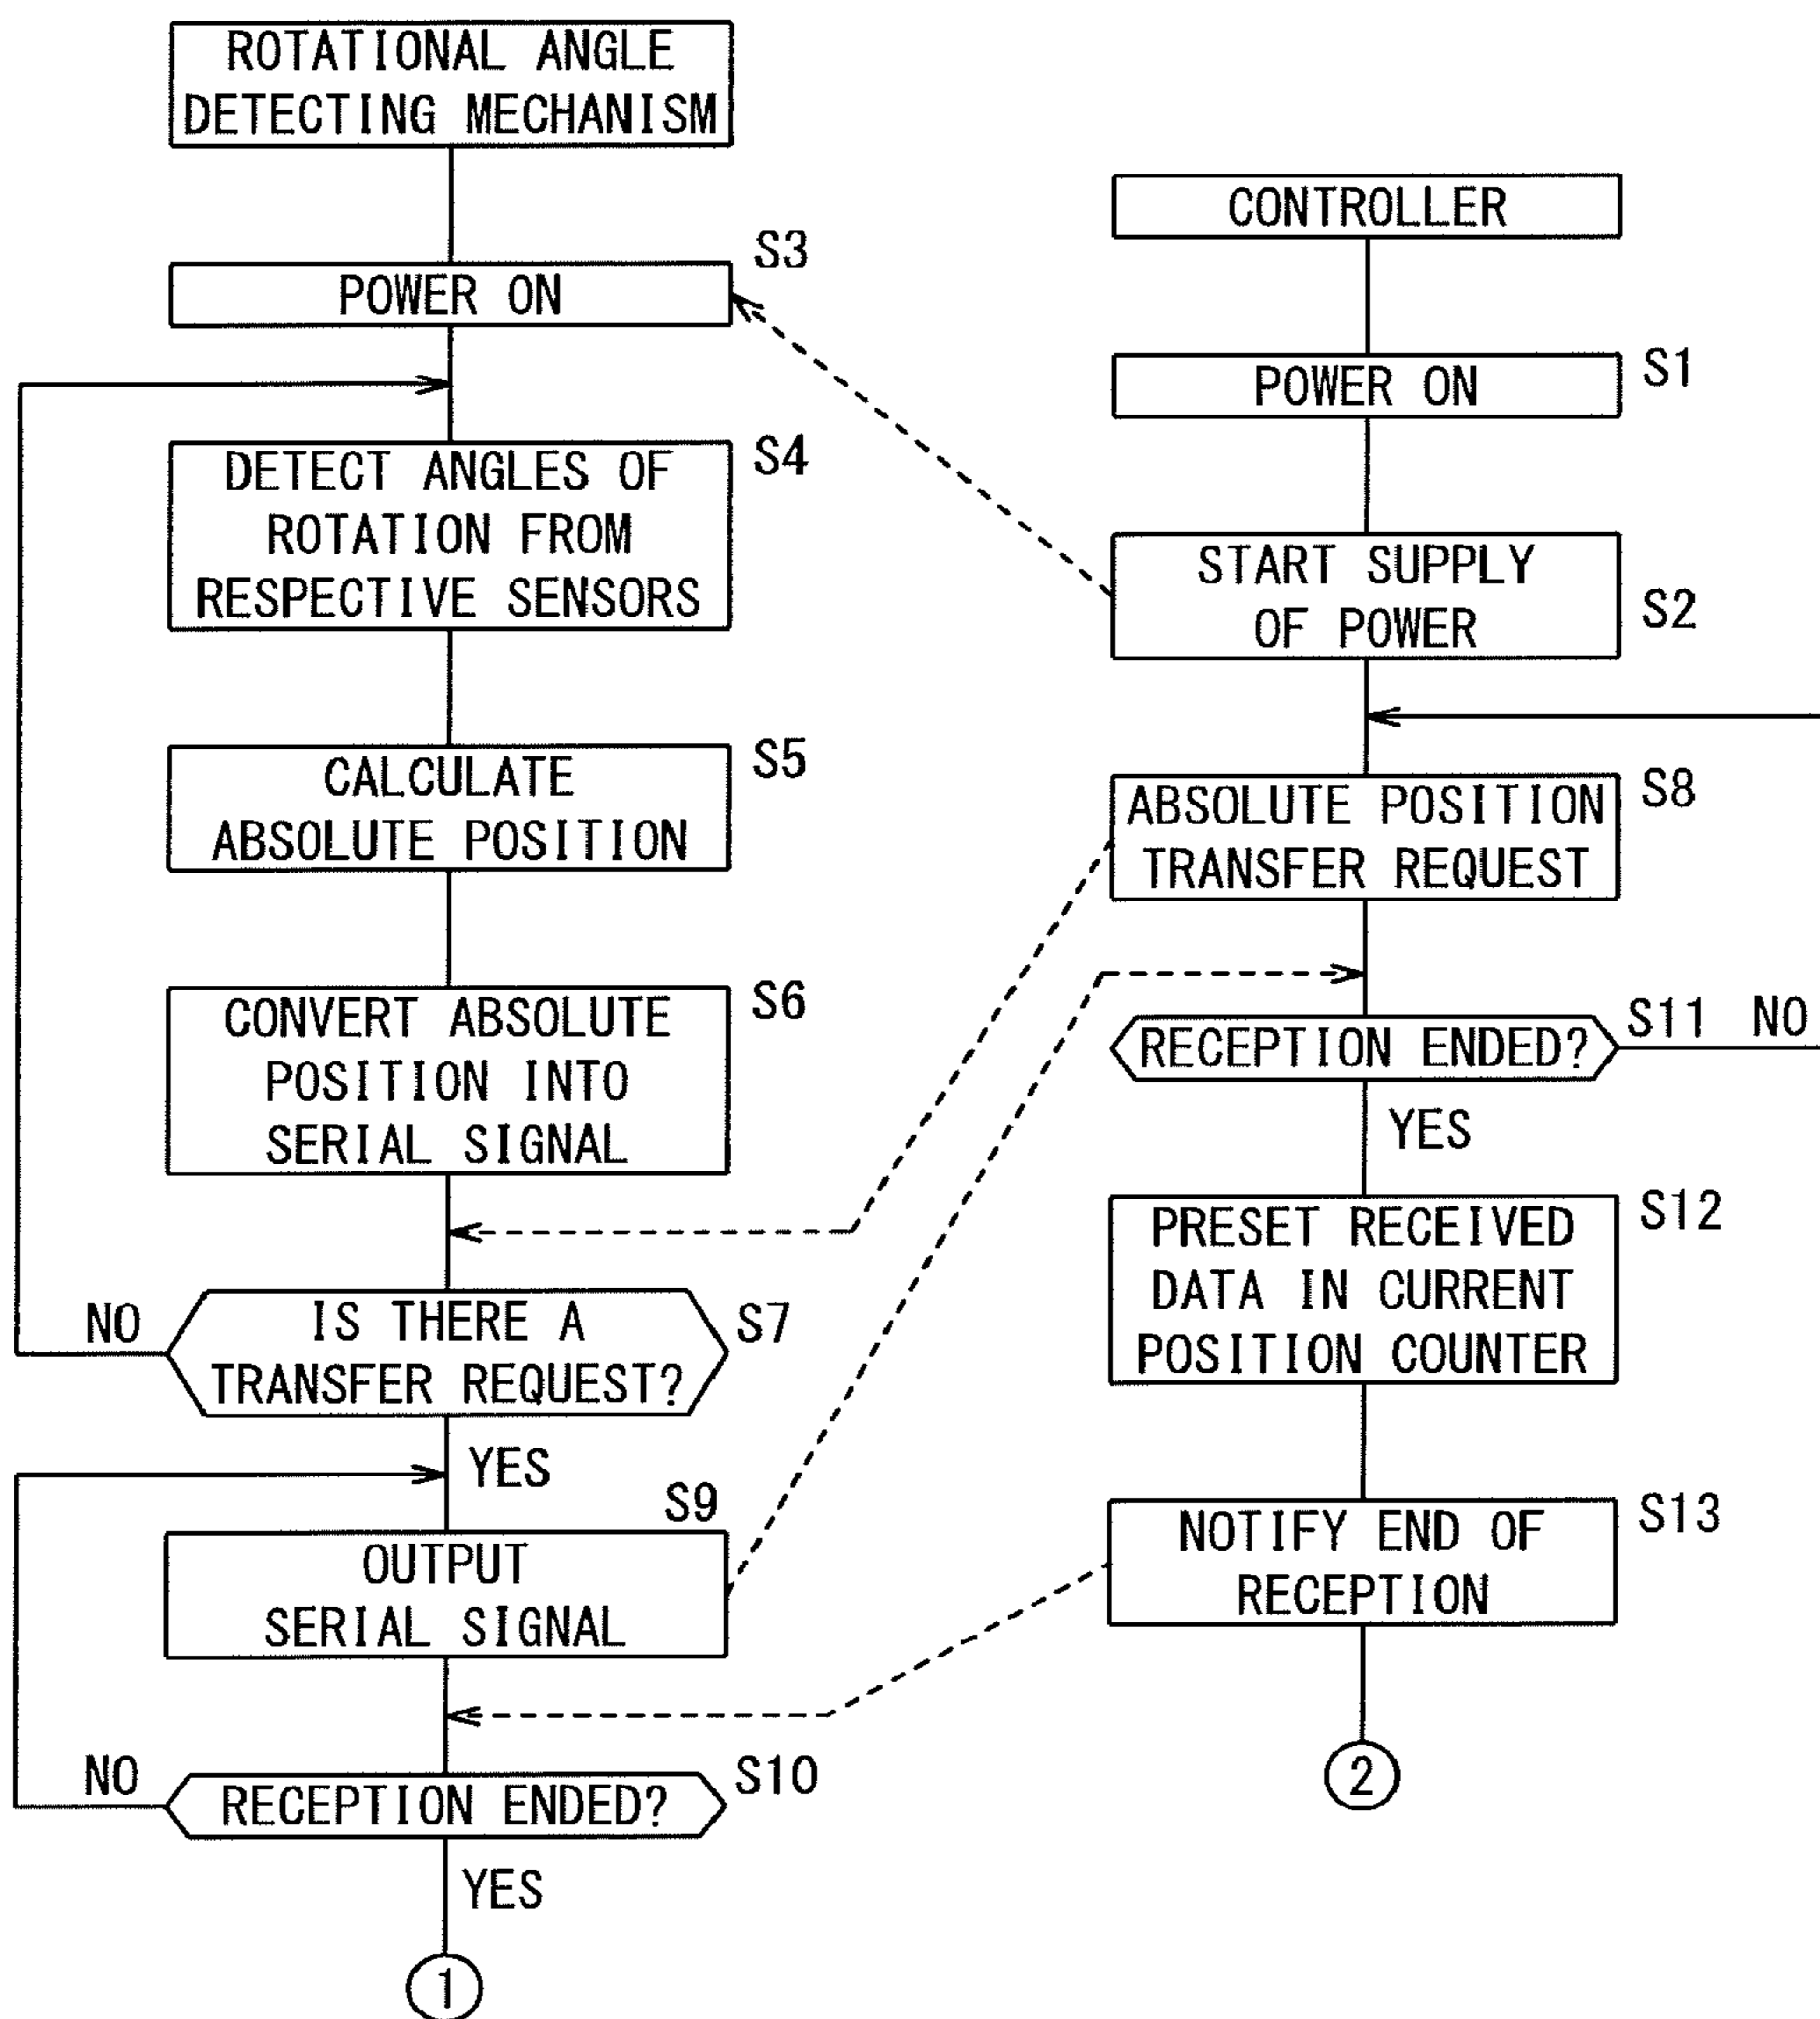 ROTATIONAL ANGLE
DETECTING MECHANISM
S3
POWER ON
S4
DETECT ANGLES OF
ROTATION FROM
RESPECTIVE SENSORS
S5
CALCULATE
ABSOLUTE POSITION
S6
CONVERT ABSOLUTE
POSITION INTO
SERIAL SIGNAL
NO
IS THERE A
TRANSFER REQUEST?
S7
YES
S9
OUTPUT
SERIAL SIGNAL
NO
RECEPTION ENDED?
S10
YES
1
CONTROLLER
POWER ON
S1
START SUPPLY
OF POWER
S2
ABSOLUTE POSITION
TRANSFER REQUEST
S8
RECEPTION ENDED?
S11 NO
YES
PRESET RECEIVED
DATA IN CURRENT
POSITION COUNTER
S12
NOTIFY END OF
RECEPTION
S13
2